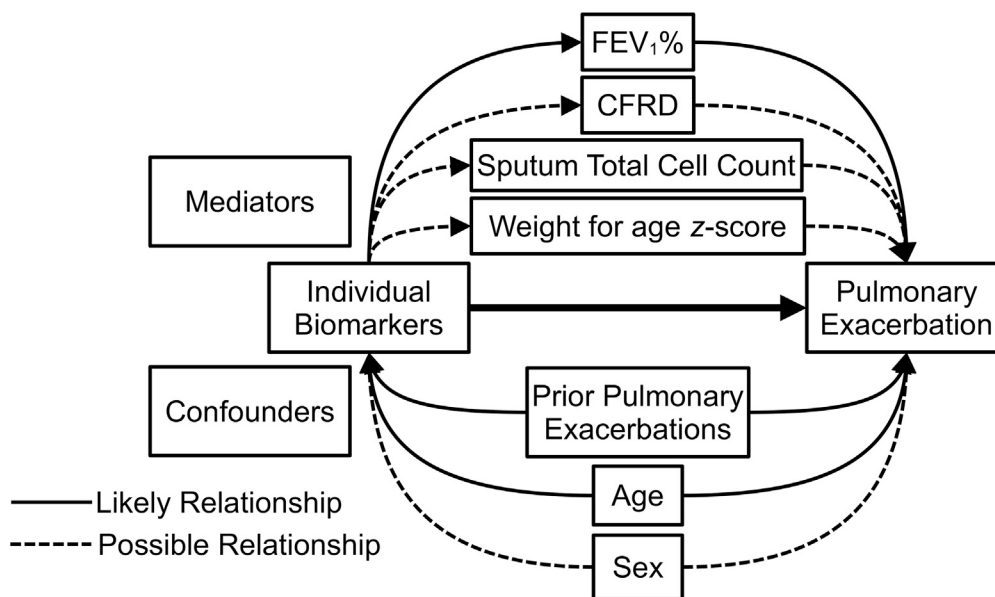 FEV₁%
CFRD
Sputum Total Cell Count
Weight for age z-score
Mediators
Individual
Biomarkers
Pulmonary
Exacerbation
Confounders
Prior Pulmonary
Exacerbations
Age
Sex
Likely Relationship
Possible Relationship